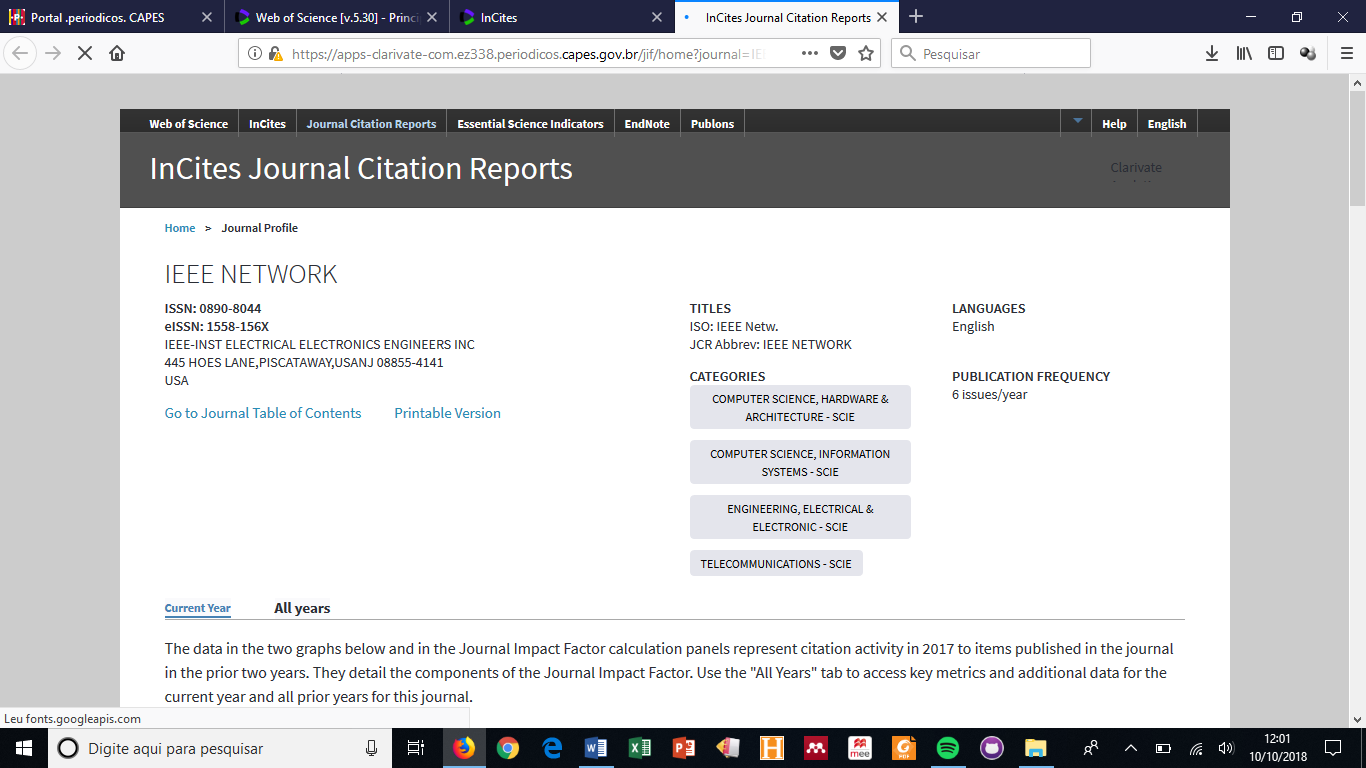 Portal .periodicos. CAPES
Web of Science [v.5.30] - Princi
InCites
InCites Journal Citation Reports
https://apps-clarivate-com.ez338.periodicos.capes.gov.br/jif/home?journal=IE
Pesquisar
Web of Science
InCites
Journal Citation Reports
Essential Science Indicators
EndNote
Publons
Help
English
InCites Journal Citation Reports
Clarivate
Home > Journal Profile
IEEE NETWORK
ISSN: 0890-8044
eISSN: 1558-156X
IEEE-INST ELECTRICAL ELECTRONICS ENGINEERS INC
445 HOES LANE,PISCATAWAY,USANJ 08855-4141
USA
Go to Journal Table of Contents
Printable Version
TITLES
ISO: IEEE Netw.
JCR Abbrev: IEEE NETWORK
CATEGORIES
COMPUTER SCIENCE, HARDWARE &
ARCHITECTURE - SCIE
COMPUTER SCIENCE, INFORMATION
SYSTEMS - SCIE
ENGINEERING, ELECTRICAL &
ELECTRONIC - SCIE
TELECOMMUNICATIONS - SCIE
LANGUAGES
English
PUBLICATION FREQUENCY
6 issues/year
Current Year
All years
The data in the two graphs below and in the Journal Impact Factor calculation panels represent citation activity in 2017 to items published in the journal
in the prior two years. They detail the components of the Journal Impact Factor. Use the "All Years" tab to access key metrics and additional data for the
current year and all prior years for this journal.
Leu fonts.googleapis.com
Digite aqui para pesquisar
mee
PDF
12:01
10/10/2018